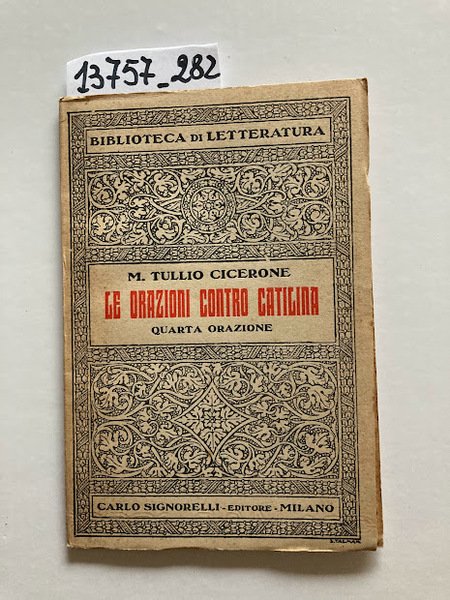 13757_282
BIBLIOTECA DI LETTERATURA
M. TULLIO CICERONE
LE ORAZIONI CONTRO CATILINA
QUARTA ORAZIONE
CARLO SIGNORELLI - EDITORE - MILANO